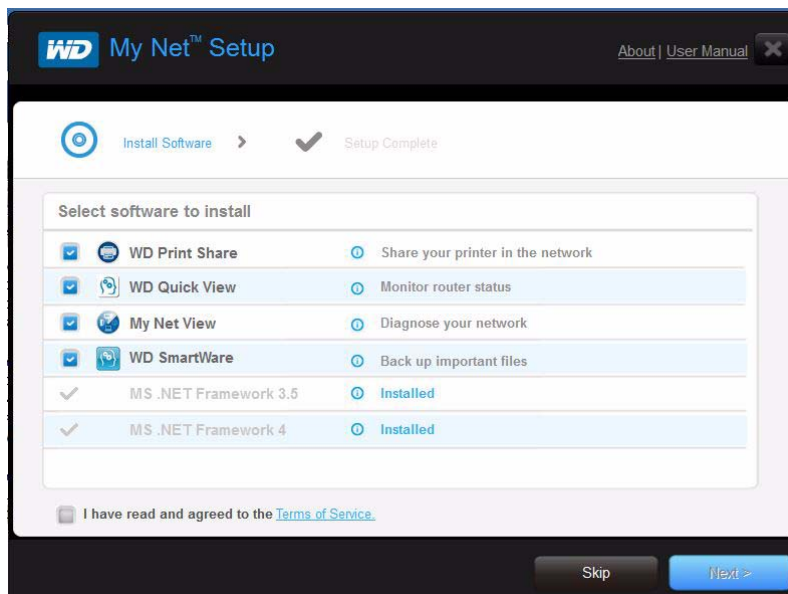 WD My Net™ Setup
About | User Manual
Install Software > Setup Complete
Select software to install
WD Print Share Share your printer in the network
WD Quick View Monitor router status
My Net View Diagnose your network
WD SmartWare Back up important files
MS .NET Framework 3.5 Installed
MS .NET Framework 4 Installed
I have read and agreed to the Terms of Service.
Skip Next >